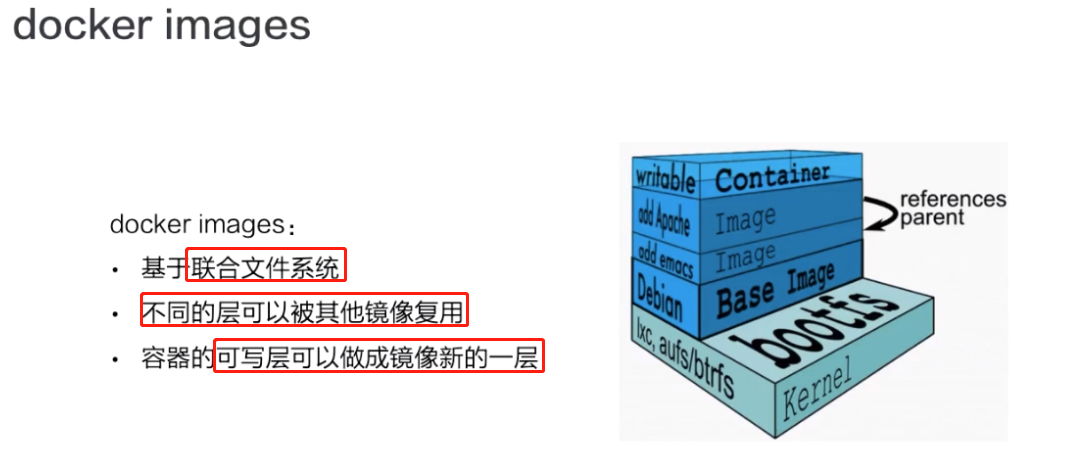 docker images
docker images：
• 基于联合文件系统
• 不同的层可以被其他镜像复用
• 容器的可写层可以做成镜像新的一层
writable Container
add Apache Image
add emacs Image
Debian Base Image
references
parent
lxc, aufs/btrfs
bootfs
Kernel